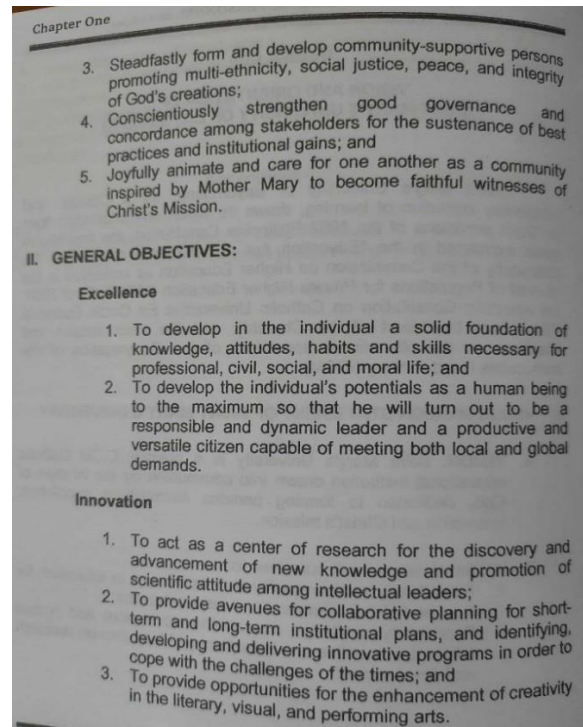 Chapter One
3. Steadfastly form and develop community-supportive persons
promoting multi-ethnicity, social justice, peace, and integrity
of God's creations;
4. Conscientiously strengthen good governance and
concordance among stakeholders for the sustenance of best
practices and institutional gains; and
5. Joyfully animate and care for one another as a community
inspired by Mother Mary to become faithful witnesses of
Christ's Mission.
II. GENERAL OBJECTIVES:
Excellence
1. To develop in the individual a solid foundation of
knowledge, attitudes, habits and skills necessary for
professional, civil, social, and moral life; and
2. To develop the individual's potentials as a human being
to the maximum so that he will turn out to be a
responsible and dynamic leader and a productive and
versatile citizen capable of meeting both local and global
demands.
Innovation
1. To act as a center of research for the discovery and
advancement of new knowledge and promotion of
scientific attitude among intellectual leaders;
2. To provide avenues for collaborative planning for short-
term and long-term institutional plans, and identifying,
developing and delivering innovative programs in order to
cope with the challenges of the times; and
3. To provide opportunities for the enhancement of creativity
in the literary, visual, and performing arts.